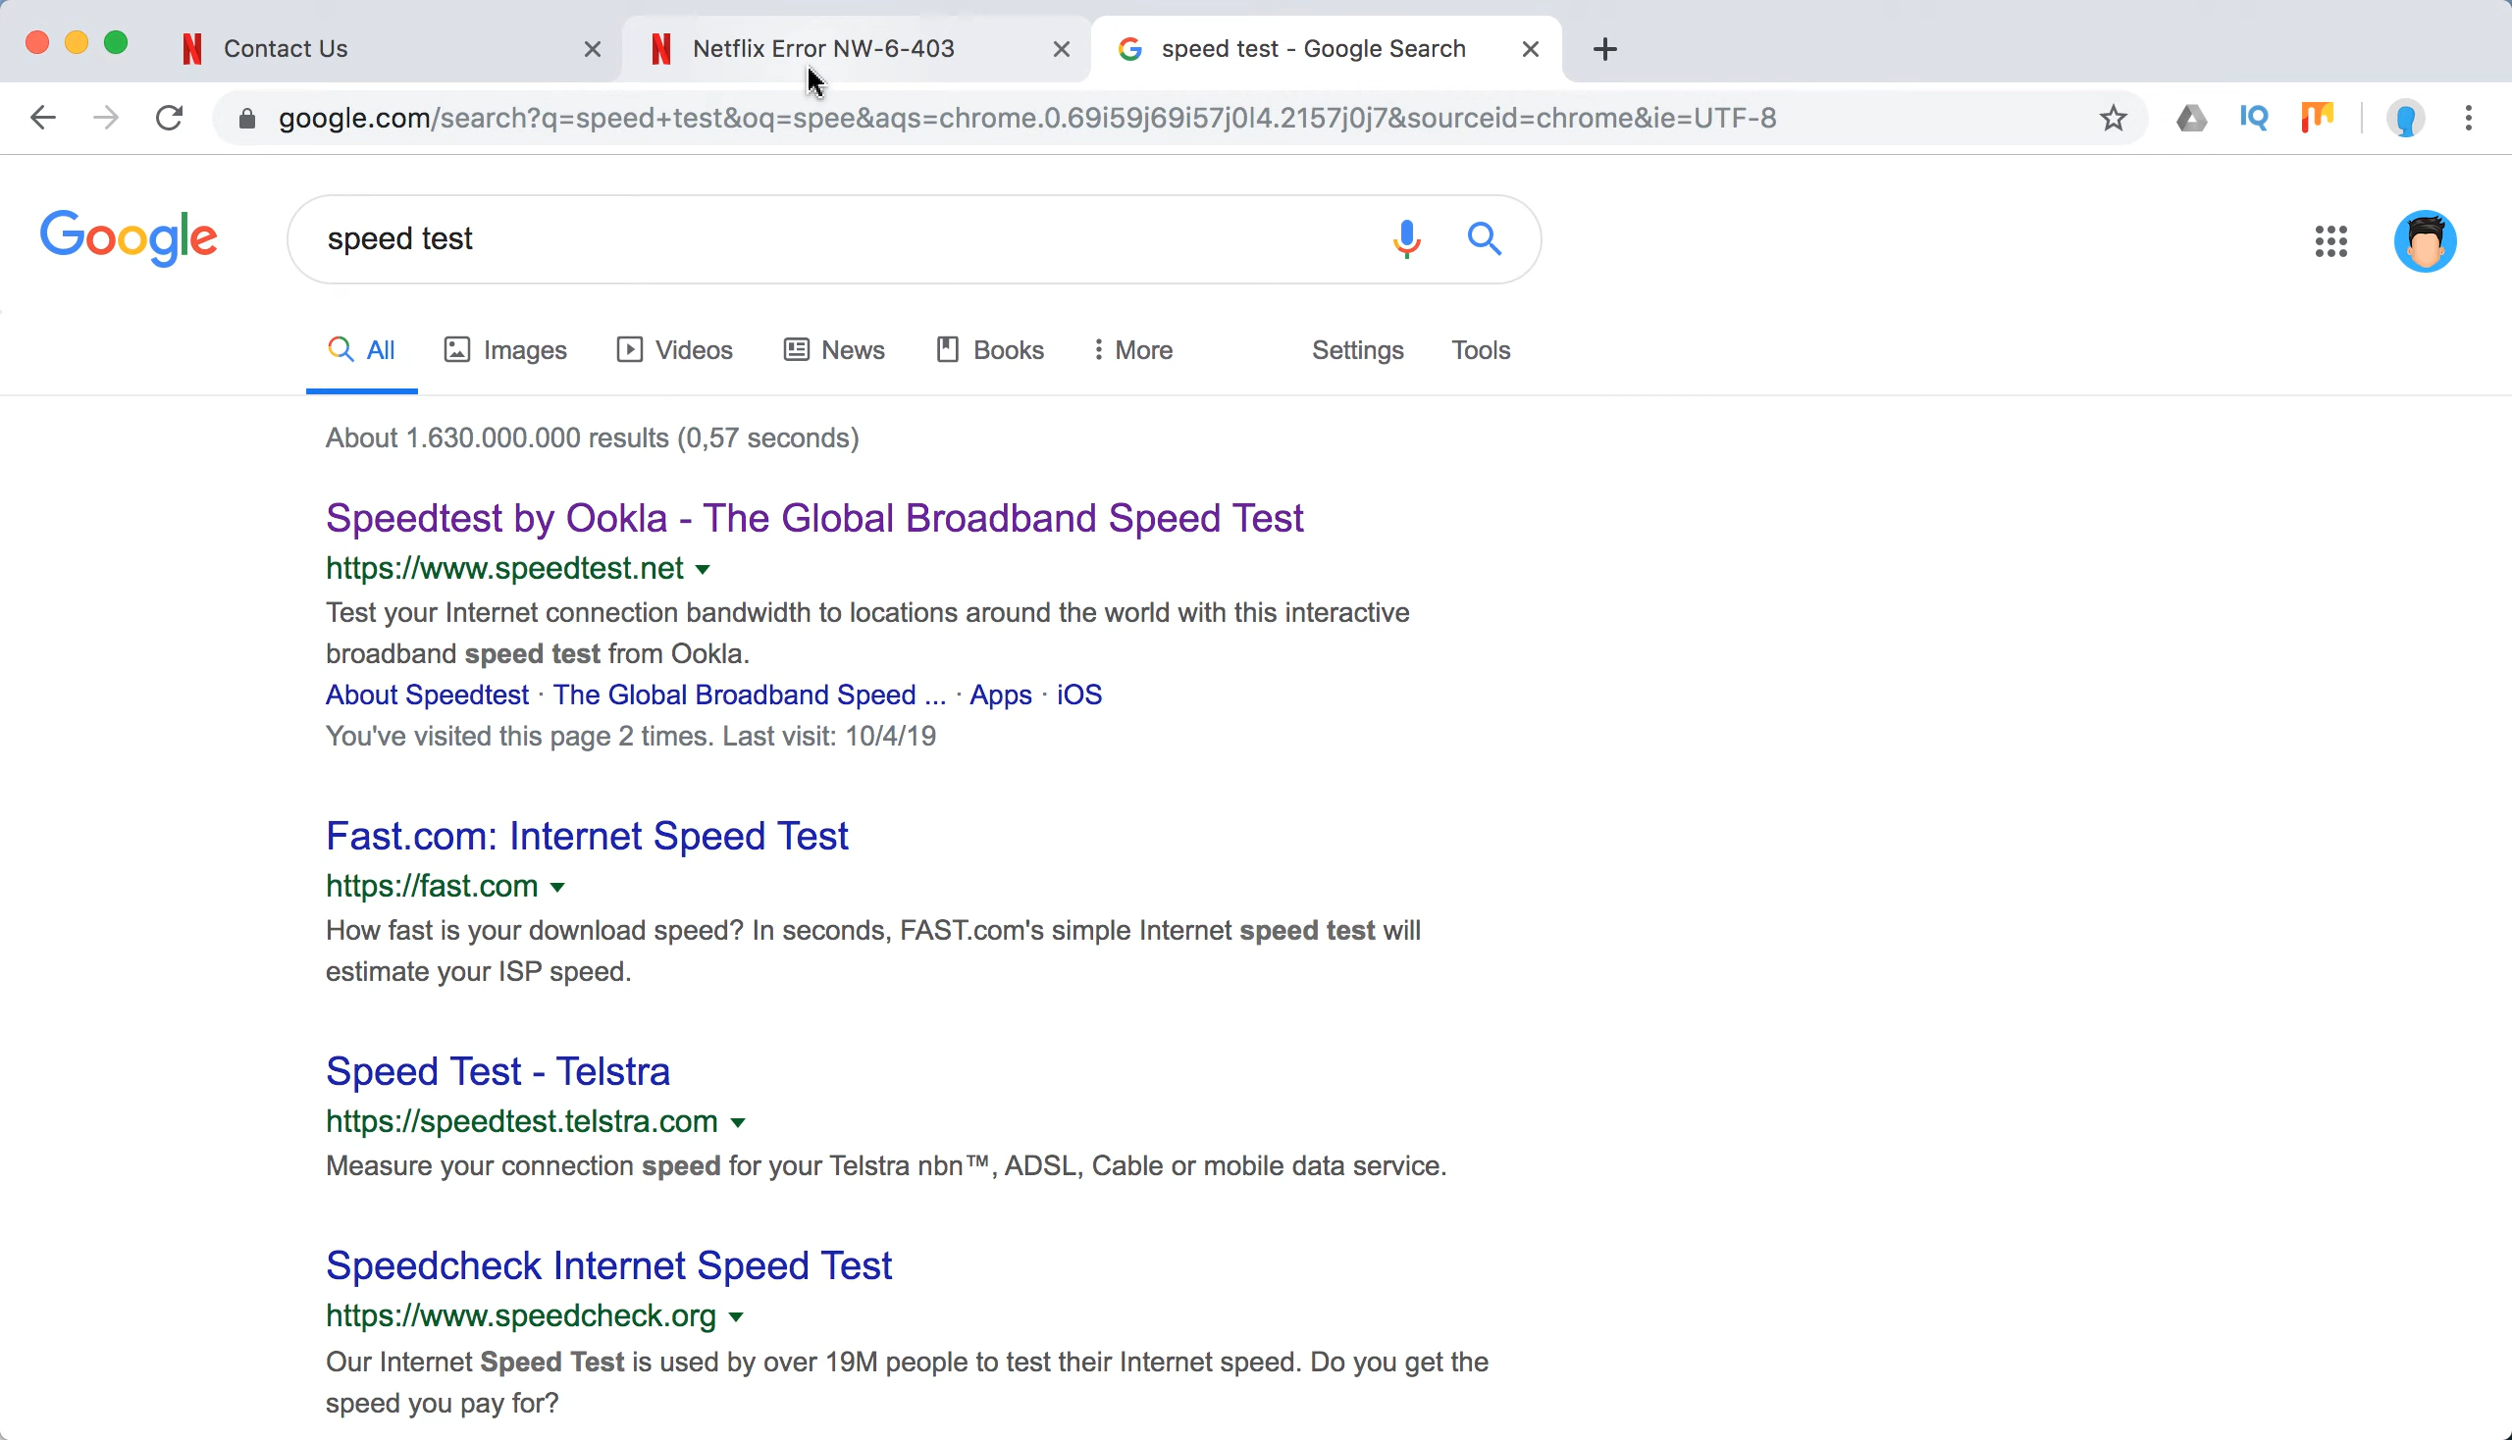 Contact Us
Netflix Error NW-6-403
speed test - Google Search
google.com/search?q=speed+test&oq=spee&aqs=chrome.0.69i59j69i57j0l4.2157j0j7&sourceid=chrome&ie=UTF-8
IQ
Google
speed test
All Images Videos News Books More Settings Tools
About 1.630.000.000 results (0,57 seconds)
Speedtest by Ookla - The Global Broadband Speed Test
https://www.speedtest.net
Test your Internet connection bandwidth to locations around the world with this interactive
broadband speed test from Ookla.
About Speedtest · The Global Broadband Speed ... · Apps · iOS
You've visited this page 2 times. Last visit: 10/4/19
Fast.com: Internet Speed Test
https://fast.com
How fast is your download speed? In seconds, FAST.com's simple Internet speed test will
estimate your ISP speed.
Speed Test - Telstra
https://speedtest.telstra.com
Measure your connection speed for your Telstra nbn™, ADSL, Cable or mobile data service.
Speedcheck Internet Speed Test
https://www.speedcheck.org
Our Internet Speed Test is used by over 19M people to test their Internet speed. Do you get the
speed you pay for?